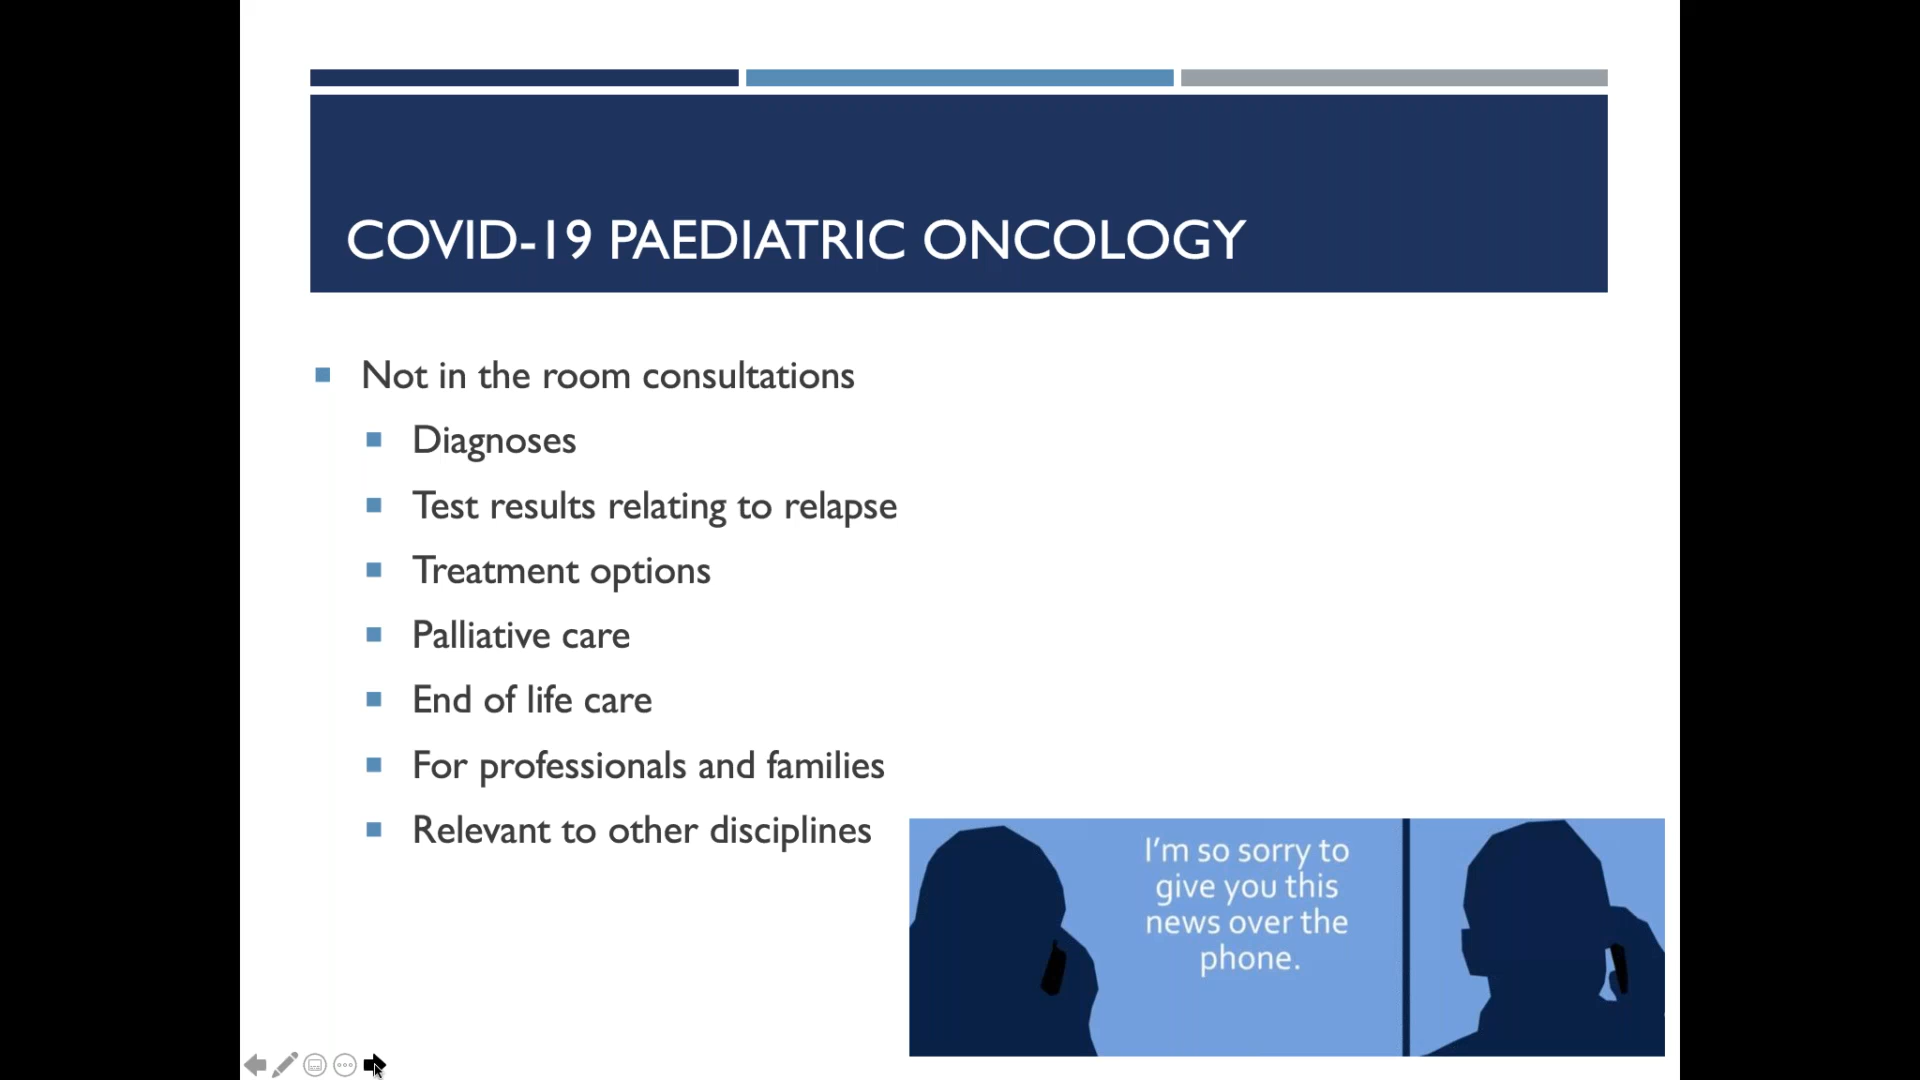 COVID-19 PAEDIATRIC ONCOLOGY
Not in the room consultations
Diagnoses
Test results relating to relapse
Treatment options
Palliative care
End of life care
For professionals and families
Relevant to other disciplines
I'm so sorry to
give you this
news over the
phone.